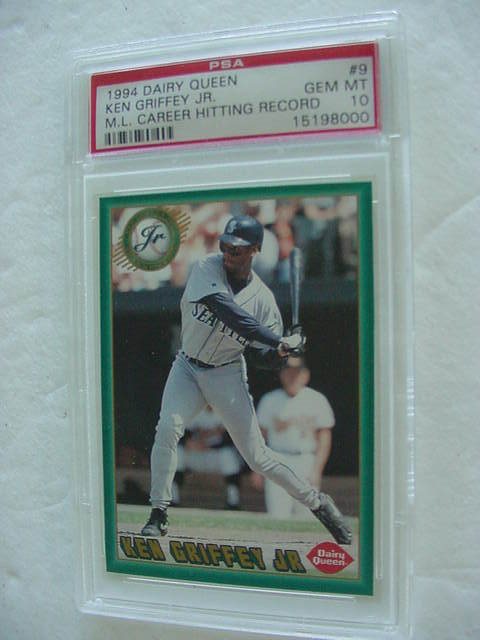 PSA
1994 DAIRY QUEEN #9
KEN GRIFFEY JR. GEM MT
M.L. CAREER HITTING RECORD 10
15198000
Jr
SEATTLE
KEN GRIFFEY JR
Dairy
Queen